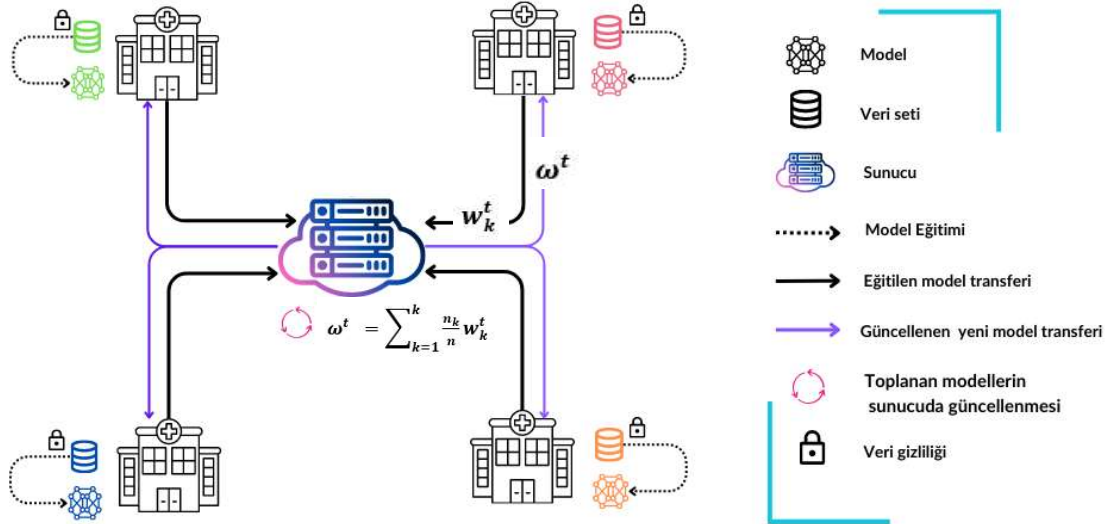 ω^t
w_k^t
ω^t = ∑_{k=1}^{k} \frac{n_k}{n} w_k^t
Model
Veri seti
Sunucu
Model Eğitimi
Eğitilen model transferi
Güncellenen yeni model transferi
Toplanan modellerin
sunucuda güncellenmesi
Veri gizliliği